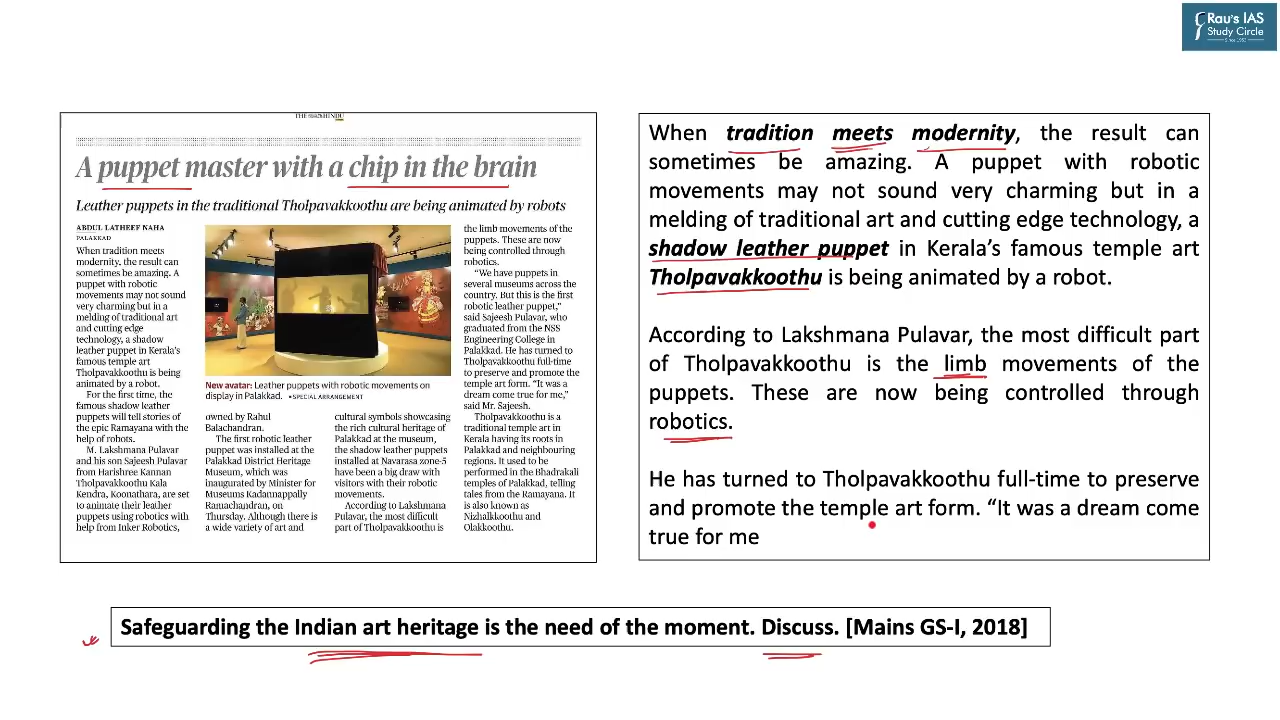 Rau's IAS
Study Circle
Since 1953
THE HINDU
A puppet master with a chip in the brain
Leather puppets in the traditional Tholpavakkoothu are being animated by robots
ABDUL LATHEEF NAHA
PALAKKAD
When tradition meets
modernity, the result can
sometimes be amazing. A
puppet with robotic
movements may not sound
very charming but in a
melding of traditional art
and cutting edge
technology, a shadow
leather puppet in Kerala's
famous temple art
Tholpavakkoothu is being
animated by a robot.
For the first time, the
famous shadow leather
puppets will tell stories of
the epic Ramayana with the
help of robots.
M. Lakshmana Pulavar
and his son Sajeesh Pulavar
from Harishree Kannan
Tholpavakkoothu Kala
Kendra, Koonathara, are set
to animate their leather
puppets using robotics with
help from Inker Robotics,
New avatar: Leather puppets with robotic movements on
display in Palakkad. •SPECIAL ARRANGEMENT
owned by Rahul
Balachandran.
The first robotic leather
puppet was installed at the
Palakkad District Heritage
Museum, which was
inaugurated by Minister for
Museums Kadannappally
Ramachandran, on
Thursday. Although there is
a wide variety of art and
cultural symbols showcasing
the rich cultural heritage of
Palakkad at the museum,
the shadow leather puppets
installed at Navarasa zone-5
have been a big draw with
visitors with their robotic
movements.
According to Lakshmana
Pulavar, the most difficult
part of Tholpavakkoothu is
the limb movements of the
puppets. These are now
being controlled through
robotics.
"We have puppets in
several museums across the
country. But this is the first
robotic leather puppet,"
said Sajeesh Pulavar, who
graduated from the NSS
Engineering College in
Palakkad. He has turned to
Tholpavakkoothu full-time
to preserve and promote the
temple art form. "It was a
dream come true for me,"
said Mr. Sajeesh.
Tholpavakkoothu is a
traditional temple art in
Kerala having its roots in
Palakkad and neighbouring
regions. It used to be
performed in the Bhadrakali
temples of Palakkad, telling
tales from the Ramayana. It
is also known as
Nizhalkkoothu and
Olakkoothu.
When tradition meets modernity, the result can
sometimes be amazing. A puppet with robotic
movements may not sound very charming but in a
melding of traditional art and cutting edge technology, a
shadow leather puppet in Kerala's famous temple art
Tholpavakkoothu is being animated by a robot.
According to Lakshmana Pulavar, the most difficult part
of Tholpavakkoothu is the limb movements of the
puppets. These are now being controlled through
robotics.
He has turned to Tholpavakkoothu full-time to preserve
and promote the temple art form. "It was a dream come
true for me
Safeguarding the Indian art heritage is the need of the moment. Discuss. [Mains GS-I, 2018]